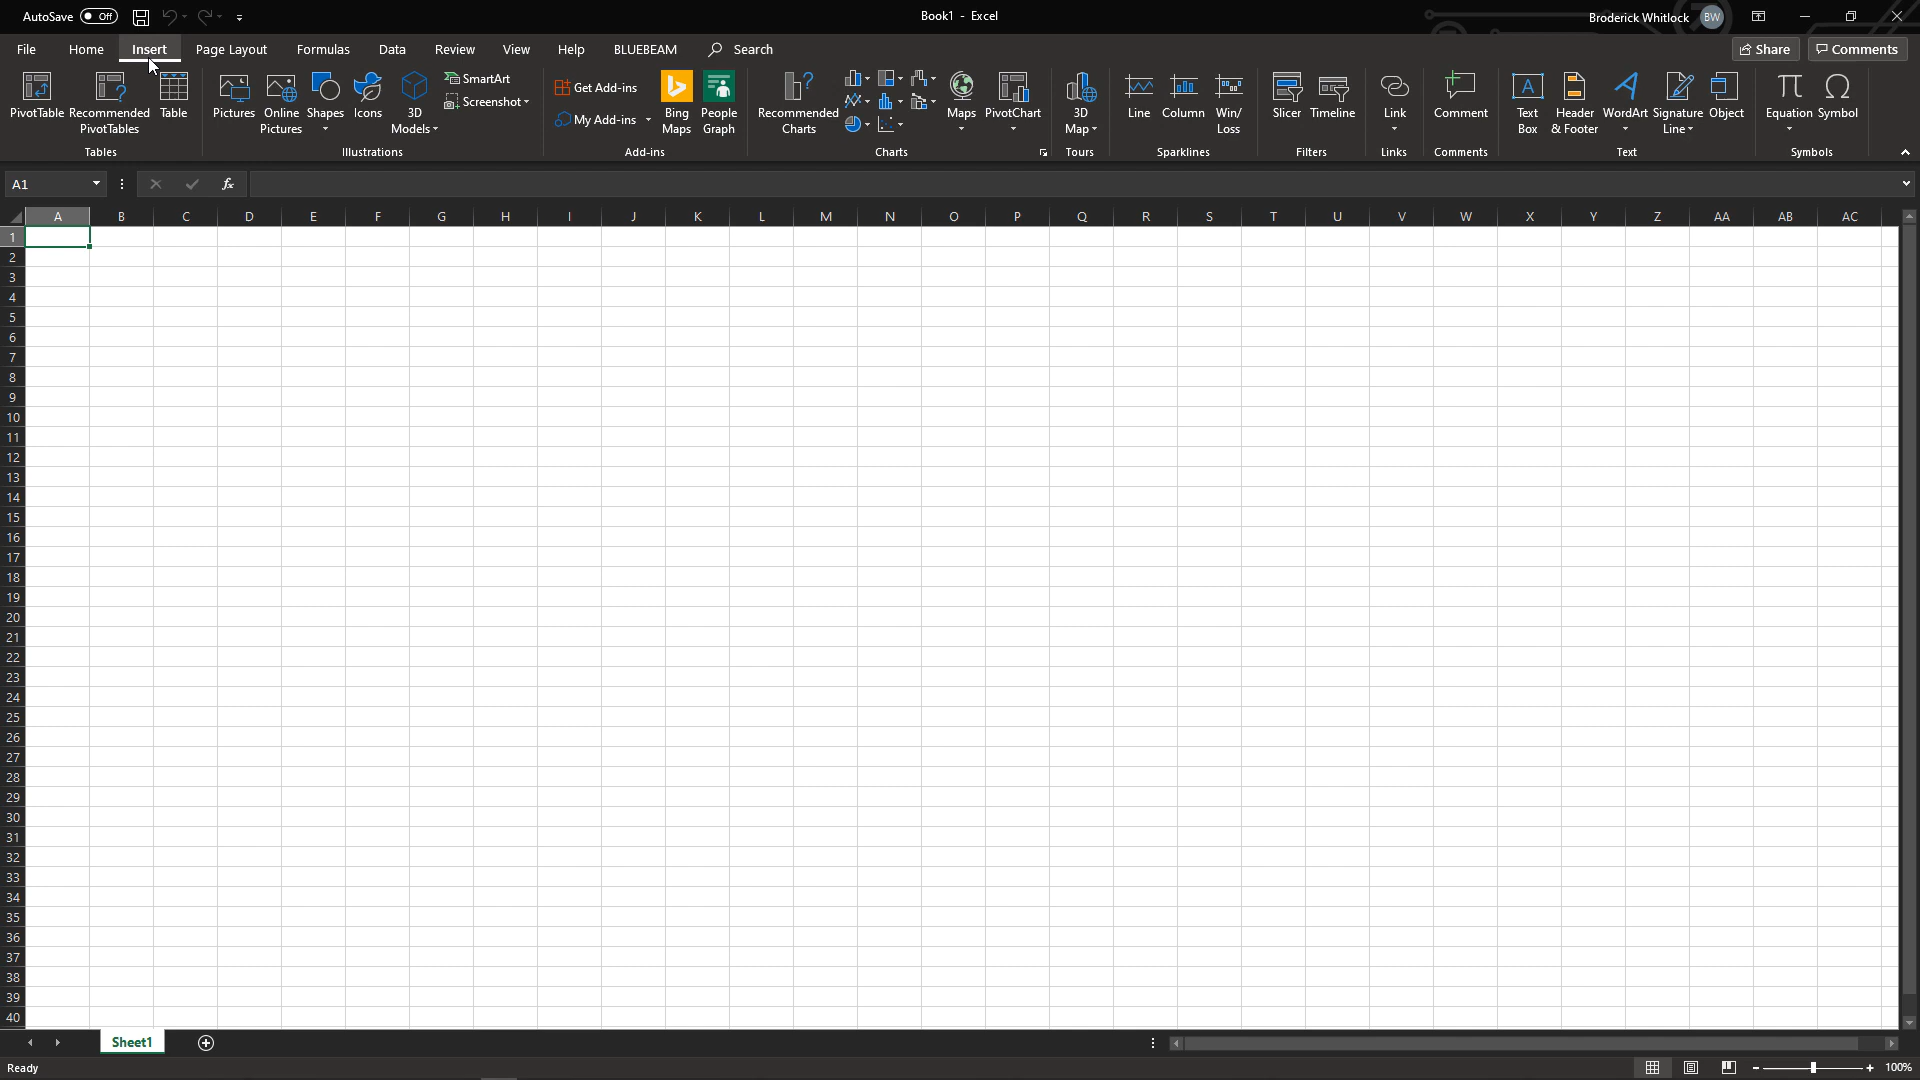 AutoSave Off
Book1 - Excel
Broderick Whitlock BW
File Home Insert Page Layout Formulas Data Review View Help BLUEBEAM Search Share Comments
PivotTable
Recommended
PivotTables
Table
Tables
Pictures
Online
Pictures
Shapes
Icons
3D
Models
SmartArt
Screenshot
Illustrations
Get Add-ins
My Add-ins
Bing
Maps
People
Graph
Add-ins
Recommended
Charts
Maps
PivotChart
Charts
3D
Map
Tours
Line
Column
Win/
Loss
Sparklines
Slicer
Timeline
Filters
Link
Links
Comment
Comments
Text
Box
Header
& Footer
WordArt
Signature
Line
Object
Text
Equation
Symbol
Symbols
A1 fx
A B C D E F G H I J K L M N O P Q R S T U V W X Y Z AA AB AC
1
2
3
4
5
6
7
8
9
10
11
12
13
14
15
16
17
18
19
20
21
22
23
24
25
26
27
28
29
30
31
32
33
34
35
36
37
38
39
40
Sheet1
Ready
100%